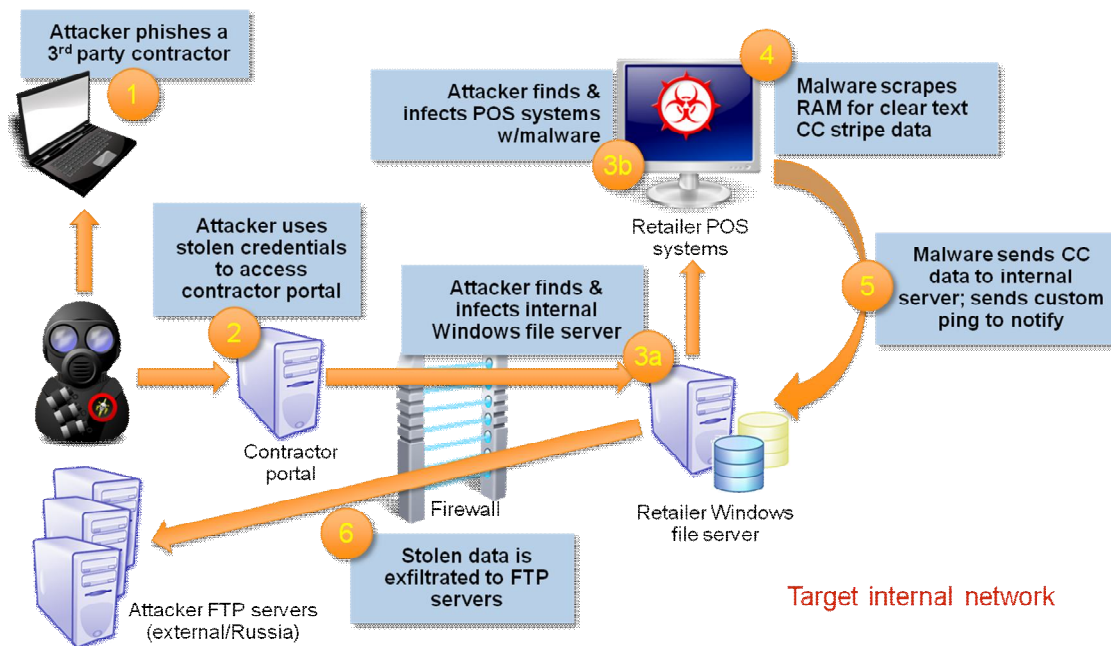 Attacker phishes a
3rd party contractor
1
Attacker finds &
infects POS systems
w/malware
3b
4
Malware scrapes
RAM for clear text
CC stripe data
Retailer POS
systems
Attacker uses
stolen credentials
to access
contractor portal
2
Attacker finds &
infects internal
Windows file server
3a
5
Malware sends CC
data to internal
server; sends custom
ping to notify
Contractor
portal
Firewall
Retailer Windows
file server
6
Stolen data is
exfiltrated to FTP
servers
Attacker FTP servers
(external/Russia)
Target internal network